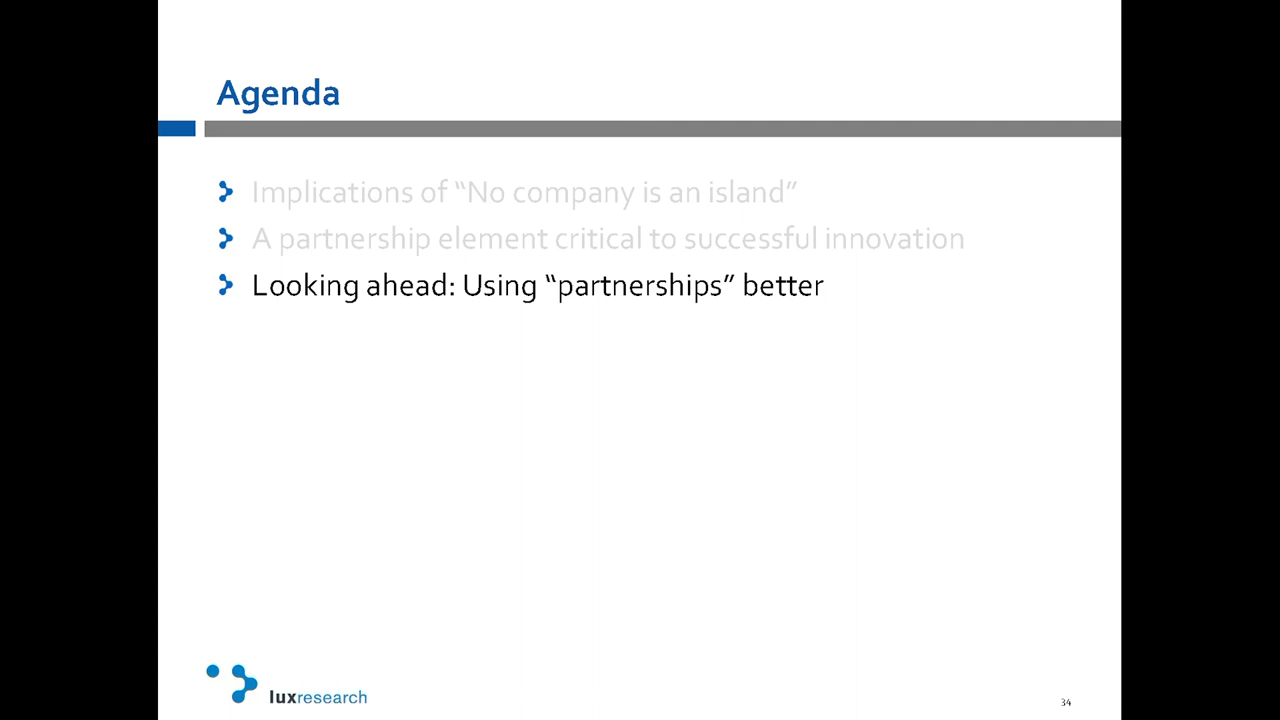 Agenda
Implications of “No company is an island”
A partnership element critical to successful innovation
Looking ahead: Using “partnerships” better
luxresearch
34